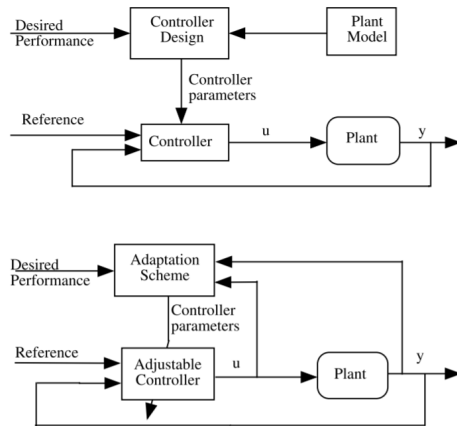 Desired
Performance
Controller
Design
Plant
Model
Controller
parameters
Reference
Controller
u
Plant
y
Desired
Performance
Adaptation
Scheme
Controller
parameters
Reference
Adjustable
Controller
u
Plant
y